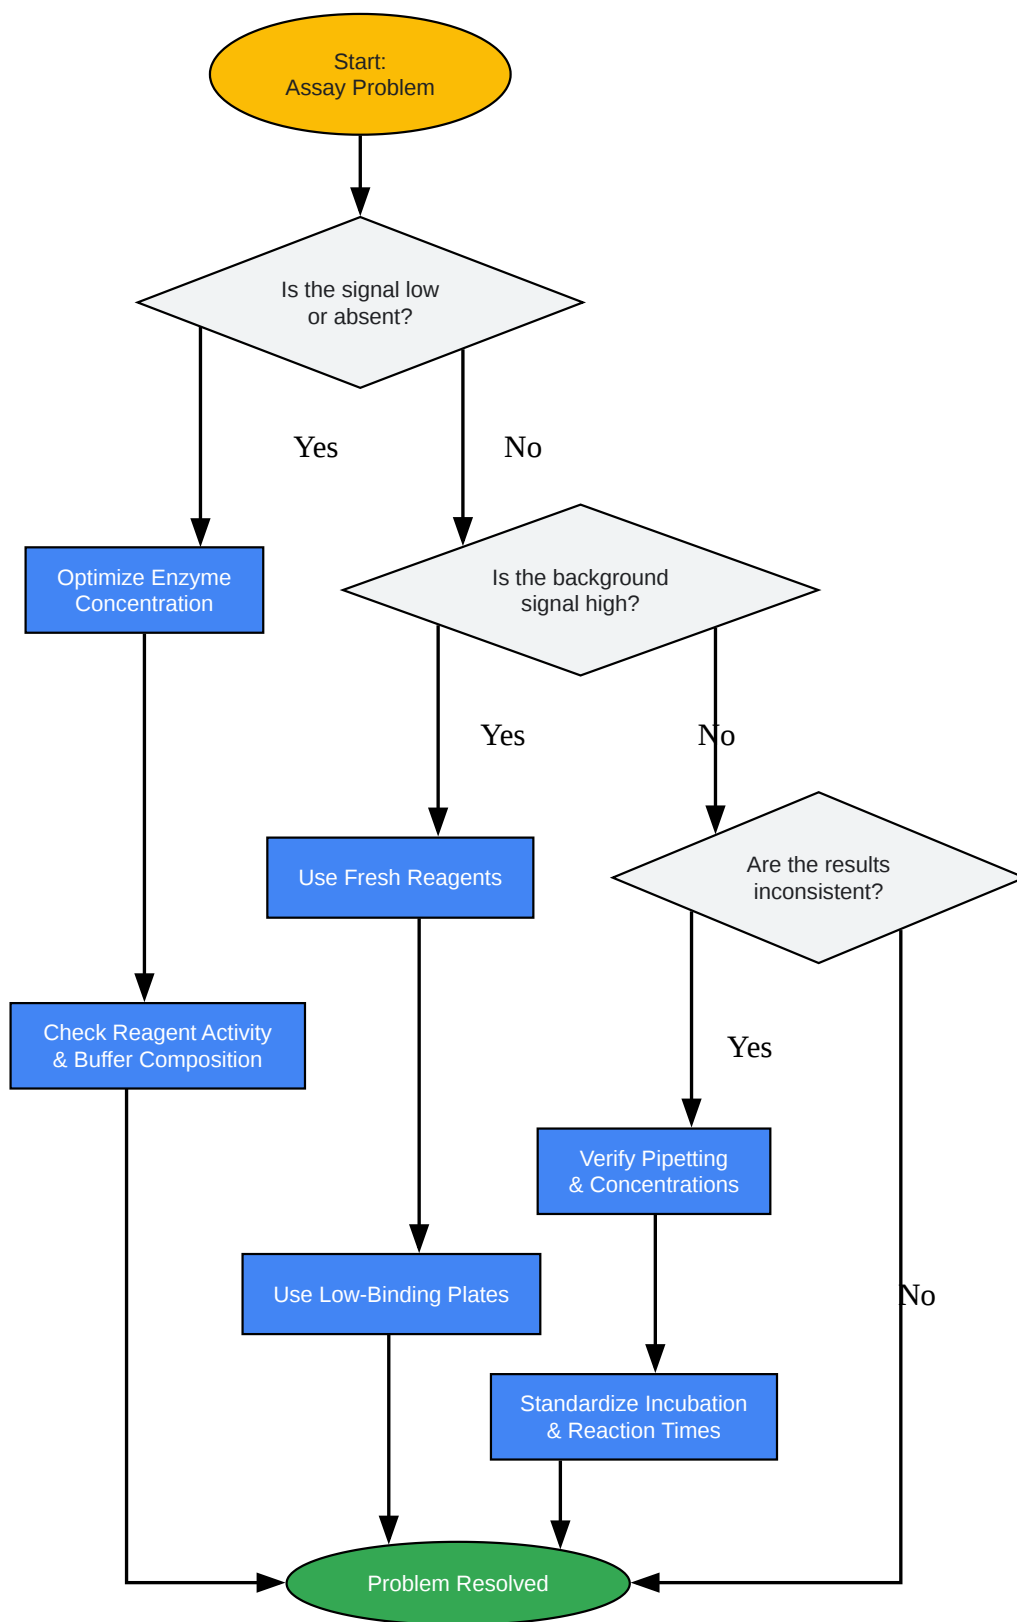 Start:
Assay Problem
Is the signal low
or absent?
Yes
No
Optimize Enzyme
Concentration
Is the background
signal high?
Yes
No
Use Fresh Reagents
Are the results
inconsistent?
Check Reagent Activity
& Buffer Composition
Yes
Verify Pipetting
& Concentrations
Use Low-Binding Plates
No
Standardize Incubation
& Reaction Times
Problem Resolved